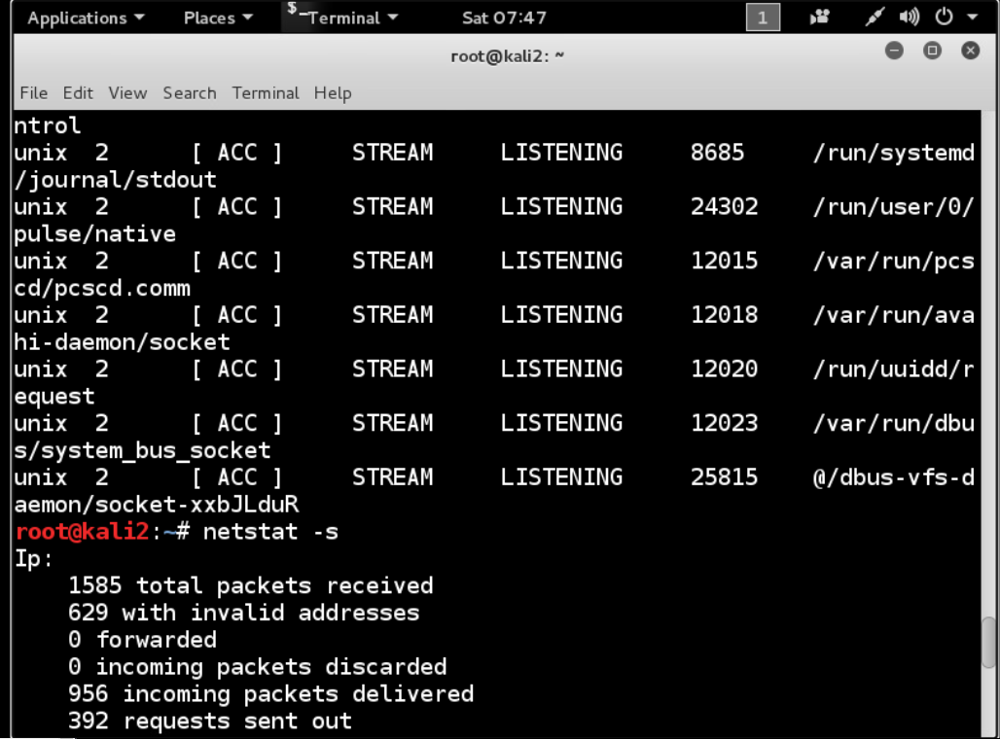 Applications Places $_Terminal Sat 07:47 1
root@kali2: ~
File Edit View Search Terminal Help
ntrol
unix 2 [ ACC ] STREAM LISTENING 8685 /run/systemd
/journal/stdout
unix 2 [ ACC ] STREAM LISTENING 24302 /run/user/0/
pulse/native
unix 2 [ ACC ] STREAM LISTENING 12015 /var/run/pcs
cd/pcscd.comm
unix 2 [ ACC ] STREAM LISTENING 12018 /var/run/ava
hi-daemon/socket
unix 2 [ ACC ] STREAM LISTENING 12020 /run/uuidd/r
equest
unix 2 [ ACC ] STREAM LISTENING 12023 /var/run/dbu
s/system_bus_socket
unix 2 [ ACC ] STREAM LISTENING 25815 @/dbus-vfs-d
aemon/socket-xxbJLduR
root@kali2:~# netstat -s
Ip:
1585 total packets received
629 with invalid addresses
0 forwarded
0 incoming packets discarded
956 incoming packets delivered
392 requests sent out